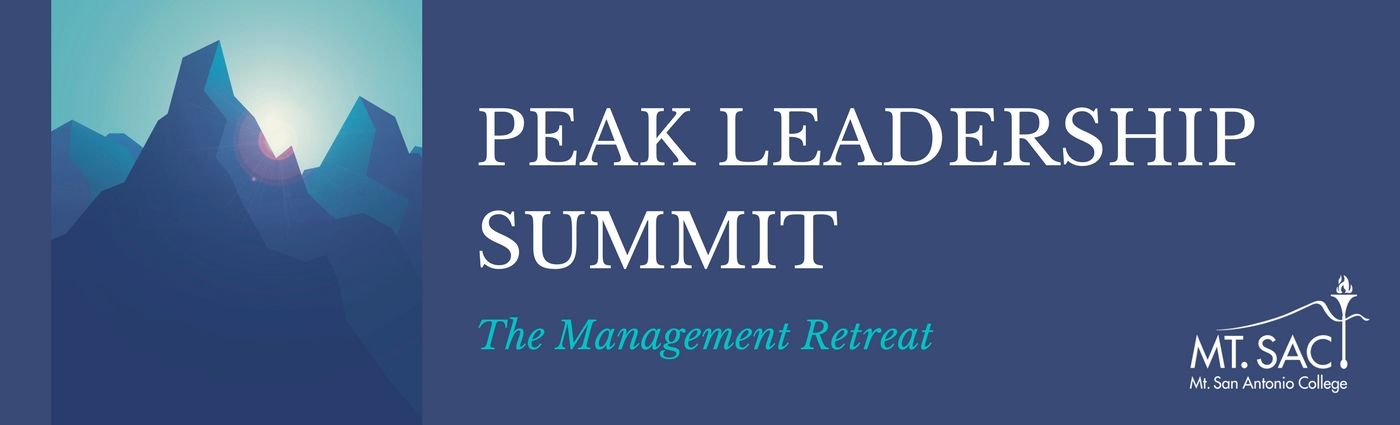 PEAK LEADERSHIP
SUMMIT
The Management Retreat
MT. SAC
Mt. San Antonio College